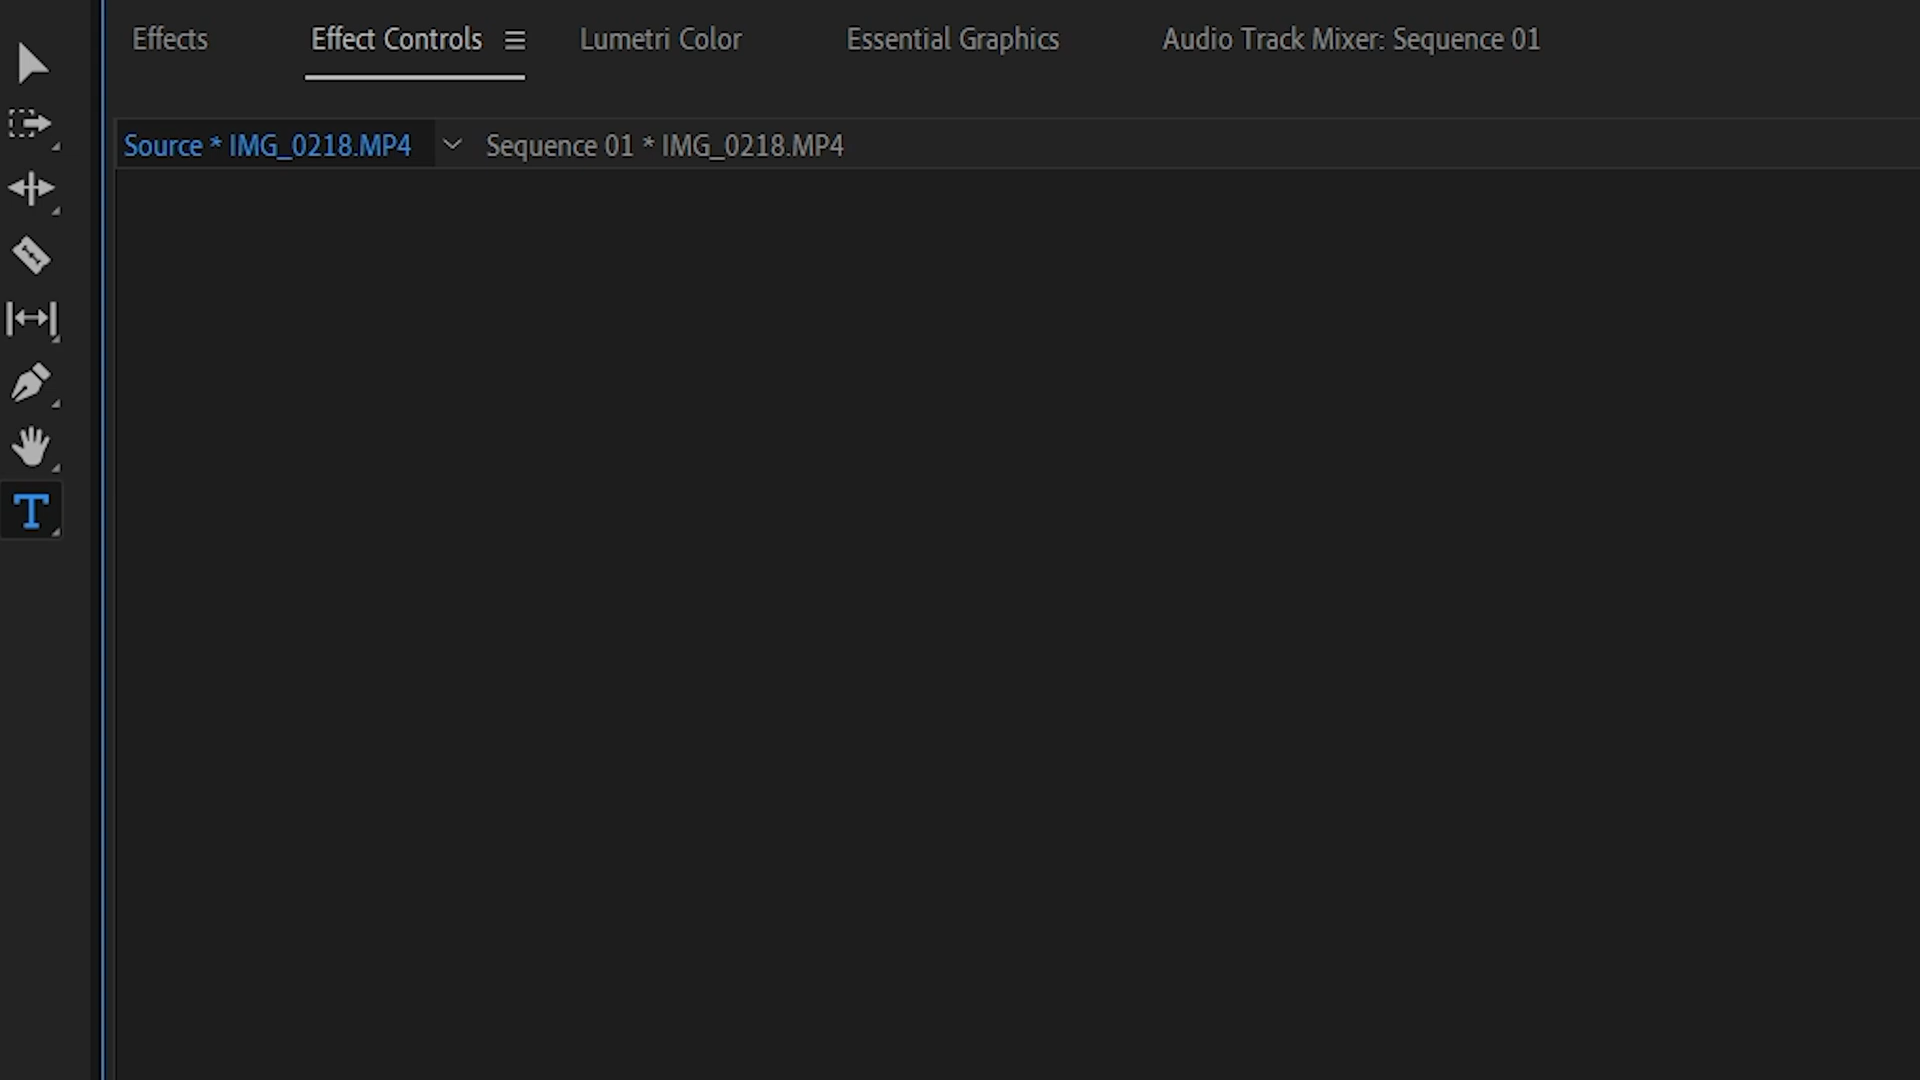 Effects Effect Controls Lumetri Color Essential Graphics Audio Track Mixer: Sequence 01
Source * IMG_0218.MP4 Sequence 01 * IMG_0218.MP4